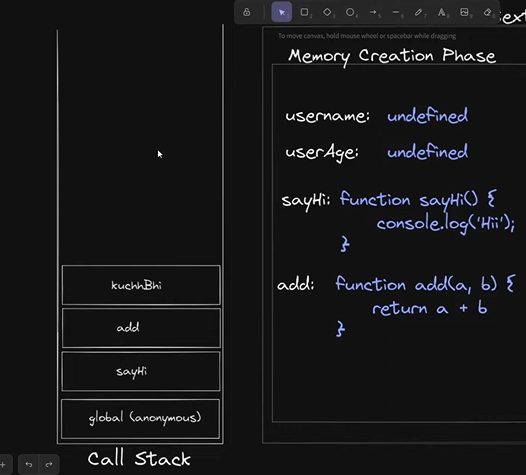 ext
To move canvas, hold mouse wheel or spacebar while dragging
Memory Creation Phase
username: undefined
userAge: undefined
sayHi: function sayHi() {
console.log('Hii');
}
add: function add(a, b) {
return a + b
}
kuchhBhi
add
sayHi
global (anonymous)
Call Stack